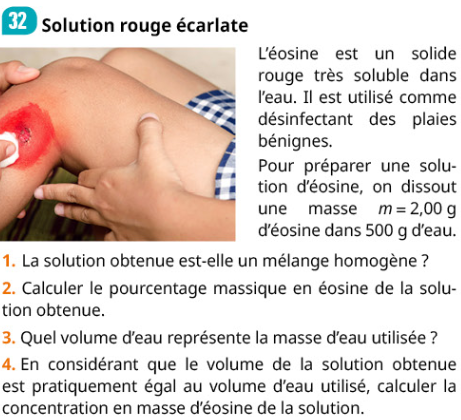 32 Solution rouge écarlate
L'éosine est un solide
rouge très soluble dans
l'eau. Il est utilisé comme
désinfectant des plaies
bénignes.
Pour préparer une solu-
tion d'éosine, on dissout
une masse m = 2,00 g
d'éosine dans 500 g d'eau.
1. La solution obtenue est-elle un mélange homogène ?
2. Calculer le pourcentage massique en éosine de la solu-
tion obtenue.
3. Quel volume d'eau représente la masse d'eau utilisée ?
4. En considérant que le volume de la solution obtenue
est pratiquement égal au volume d'eau utilisé, calculer la
concentration en masse d'éosine de la solution.